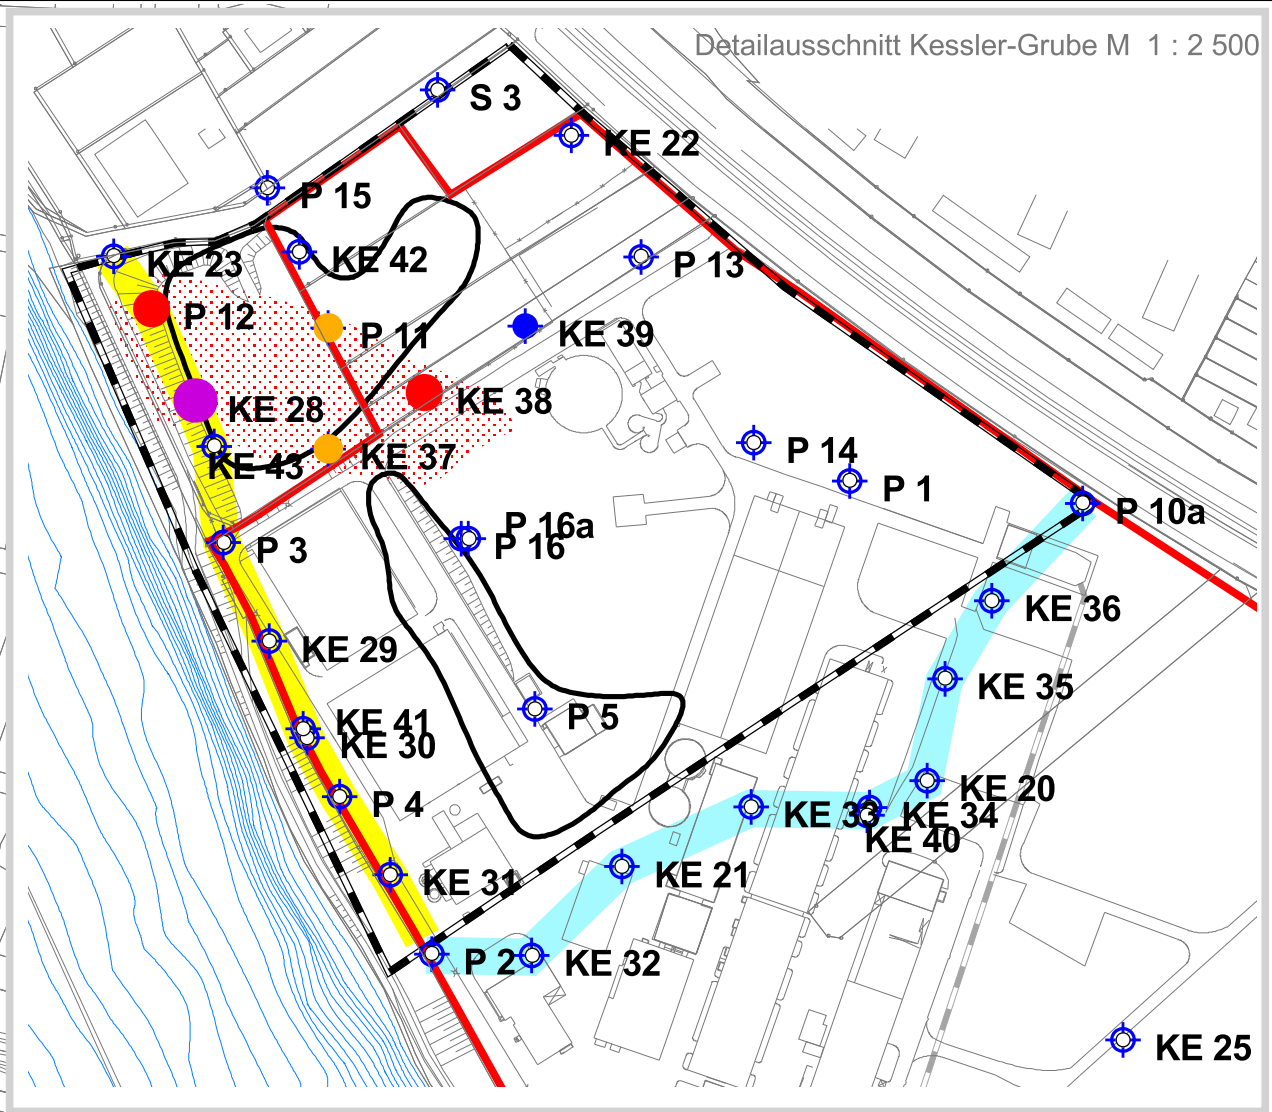 Detailausschnitt Kessler-Grube M 1 : 2 500
S 3
KE 22
P 15
KE 42
KE 23
P 13
P 12
P 11
KE 39
KE 28
KE 38
KE 43
KE 37
P 14
P 1
P 10a
P 16a
P 16
P 3
KE 36
KE 29
KE 35
KE 41
KE 30
P 5
P 4
KE 20
KE 33
KE 34
KE 40
KE 31
KE 21
P 2
KE 32
KE 25